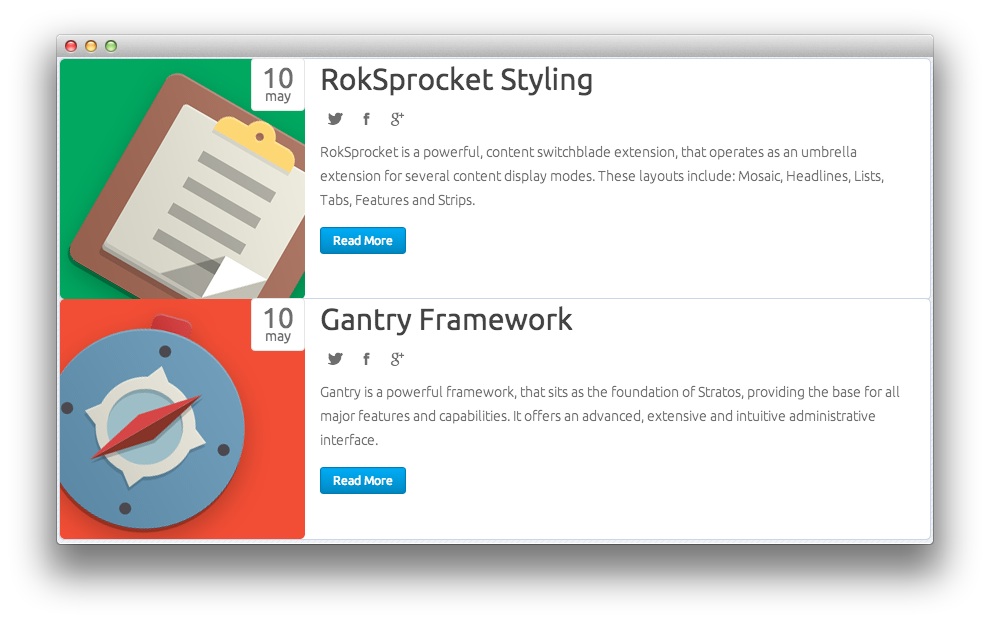 10
may
RokSprocket Styling
RokSprocket is a powerful, content switchblade extension, that operates as an umbrella
extension for several content display modes. These layouts include: Mosaic, Headlines, Lists,
Tabs, Features and Strips.
Read More
10
may
Gantry Framework
Gantry is a powerful framework, that sits as the foundation of Stratos, providing the base for all
major features and capabilities. It offers an advanced, extensive and intuitive administrative
interface.
Read More